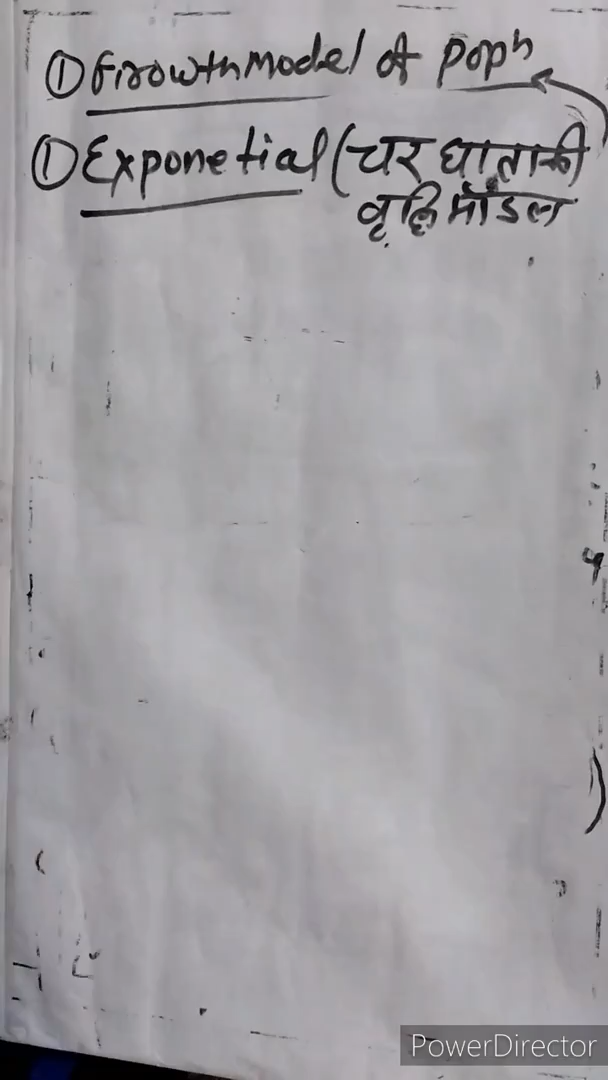 ① Growth Model of Popn
① Exponetial (चर घाताकी
वृद्धि मॉडल
PowerDirector